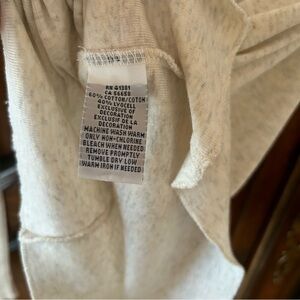 RN 41381
CA 56650
60% COTTON/COTON
40% LYOCELL
EXCLUSIVE OF
DECORATION
EXCLUSIF DE LA
DECORATION
MACHINE WASH WARM
ONLY NON-CHLORINE
BLEACH WHEN NEEDED
REMOVE PROMPTLY
TUMBLE DRY LOW
WARM IRON IF NEEDED